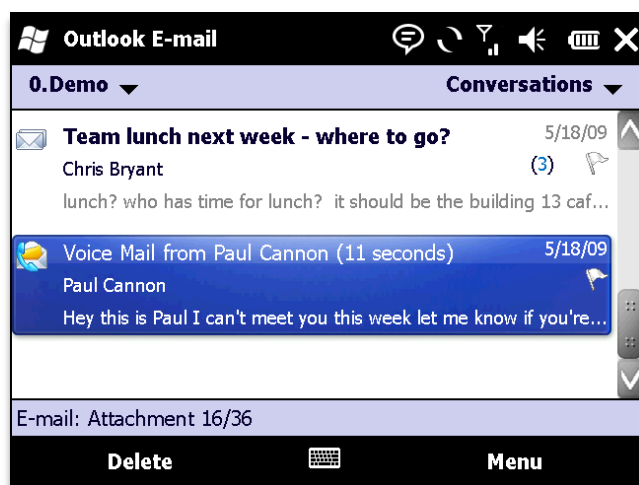 Outlook E-mail
0.Demo Conversations
Team lunch next week - where to go? 5/18/09
Chris Bryant (3)
lunch? who has time for lunch? it should be the building 13 caf...
Voice Mail from Paul Cannon (11 seconds) 5/18/09
Paul Cannon
Hey this is Paul I can't meet you this week let me know if you're...
E-mail: Attachment 16/36
Delete Menu